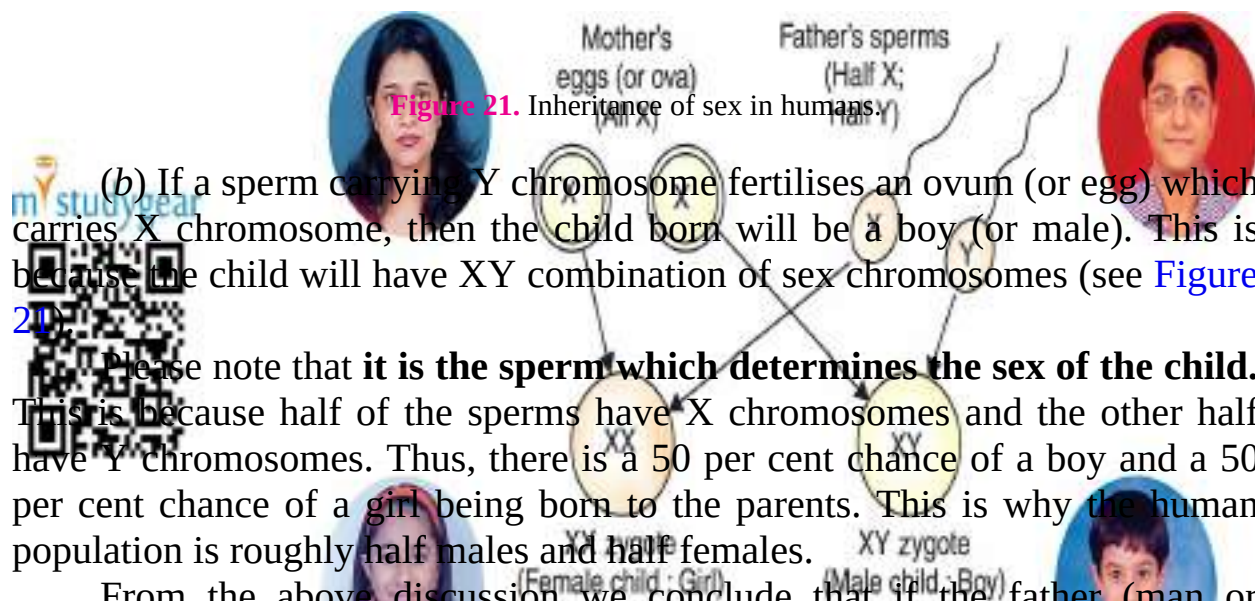 Mother's
eggs (or ova)
(All X)
Father's sperms
(Half X;
Half Y)
Figure 21. Inheritance of sex in humans.
mystudygear
X
X
X
Y
(b) If a sperm carrying Y chromosome fertilises an ovum (or egg) which
carries X chromosome, then the child born will be a boy (or male). This is
because the child will have XY combination of sex chromosomes (see Figure
21).
Please note that it is the sperm which determines the sex of the child.
This is because half of the sperms have X chromosomes and the other half
have Y chromosomes. Thus, there is a 50 per cent chance of a boy and a 50
per cent chance of a girl being born to the parents. This is why the human
population is roughly half males and half females.
XX
XY
XX zygote
(Female child : Girl)
XY zygote
(Male child : Boy)
From the above discussion we conclude that if the father (man or